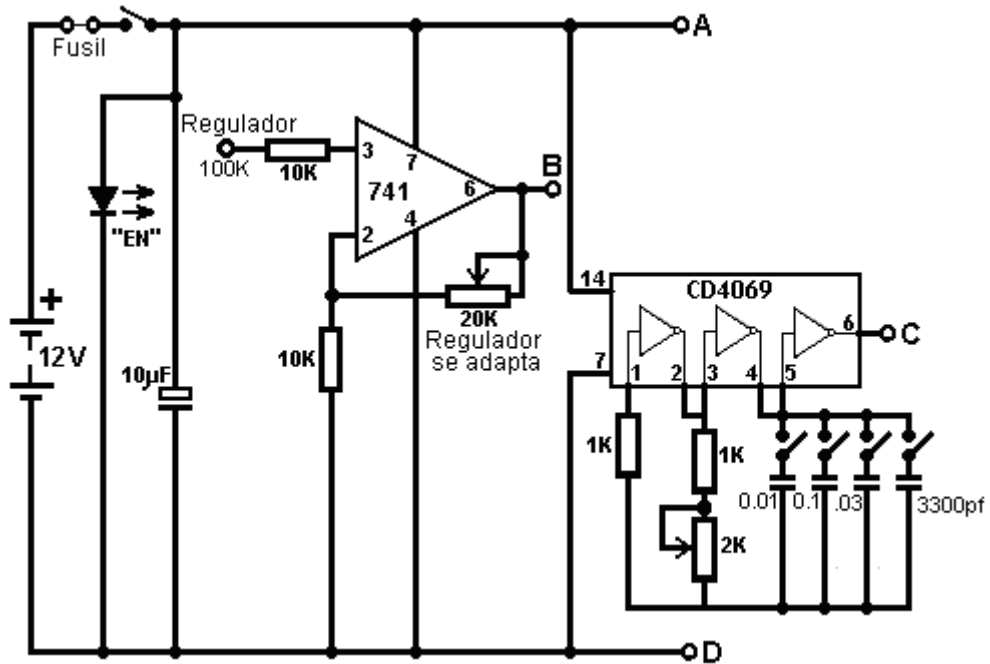 A
Fusil
Regulador
100K
10K
3
7
741
6
4
2
B
"EN"
+
12V
10µF
20K
Regulador
se adapta
10K
14
CD4069
7
6
C
1
2
3
4
5
1K
1K
2K
0.01
0.1
.03
3300pf
D